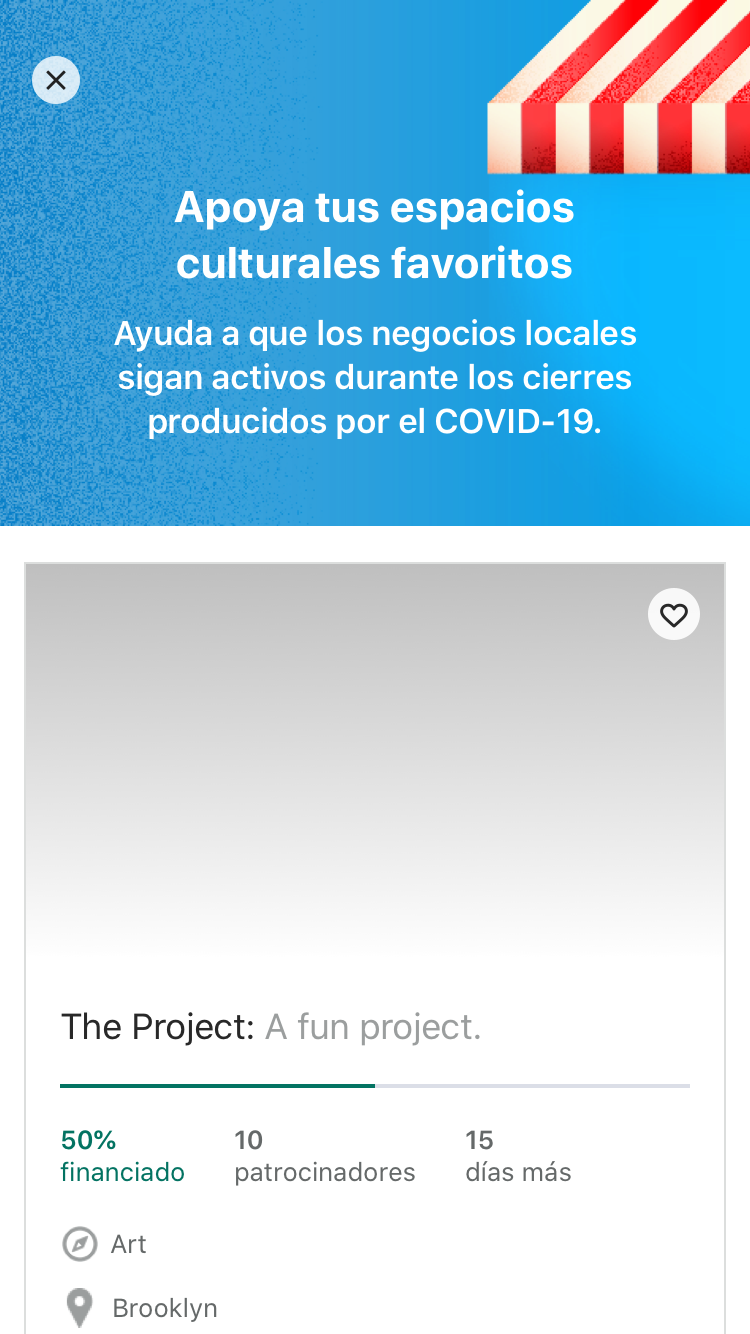 Apoya tus espacios
culturales favoritos
Ayuda a que los negocios locales
sigan activos durante los cierres
producidos por el COVID-19.
The Project: A fun project.
50%
financiado
10
patrocinadores
15
días más
Art
Brooklyn